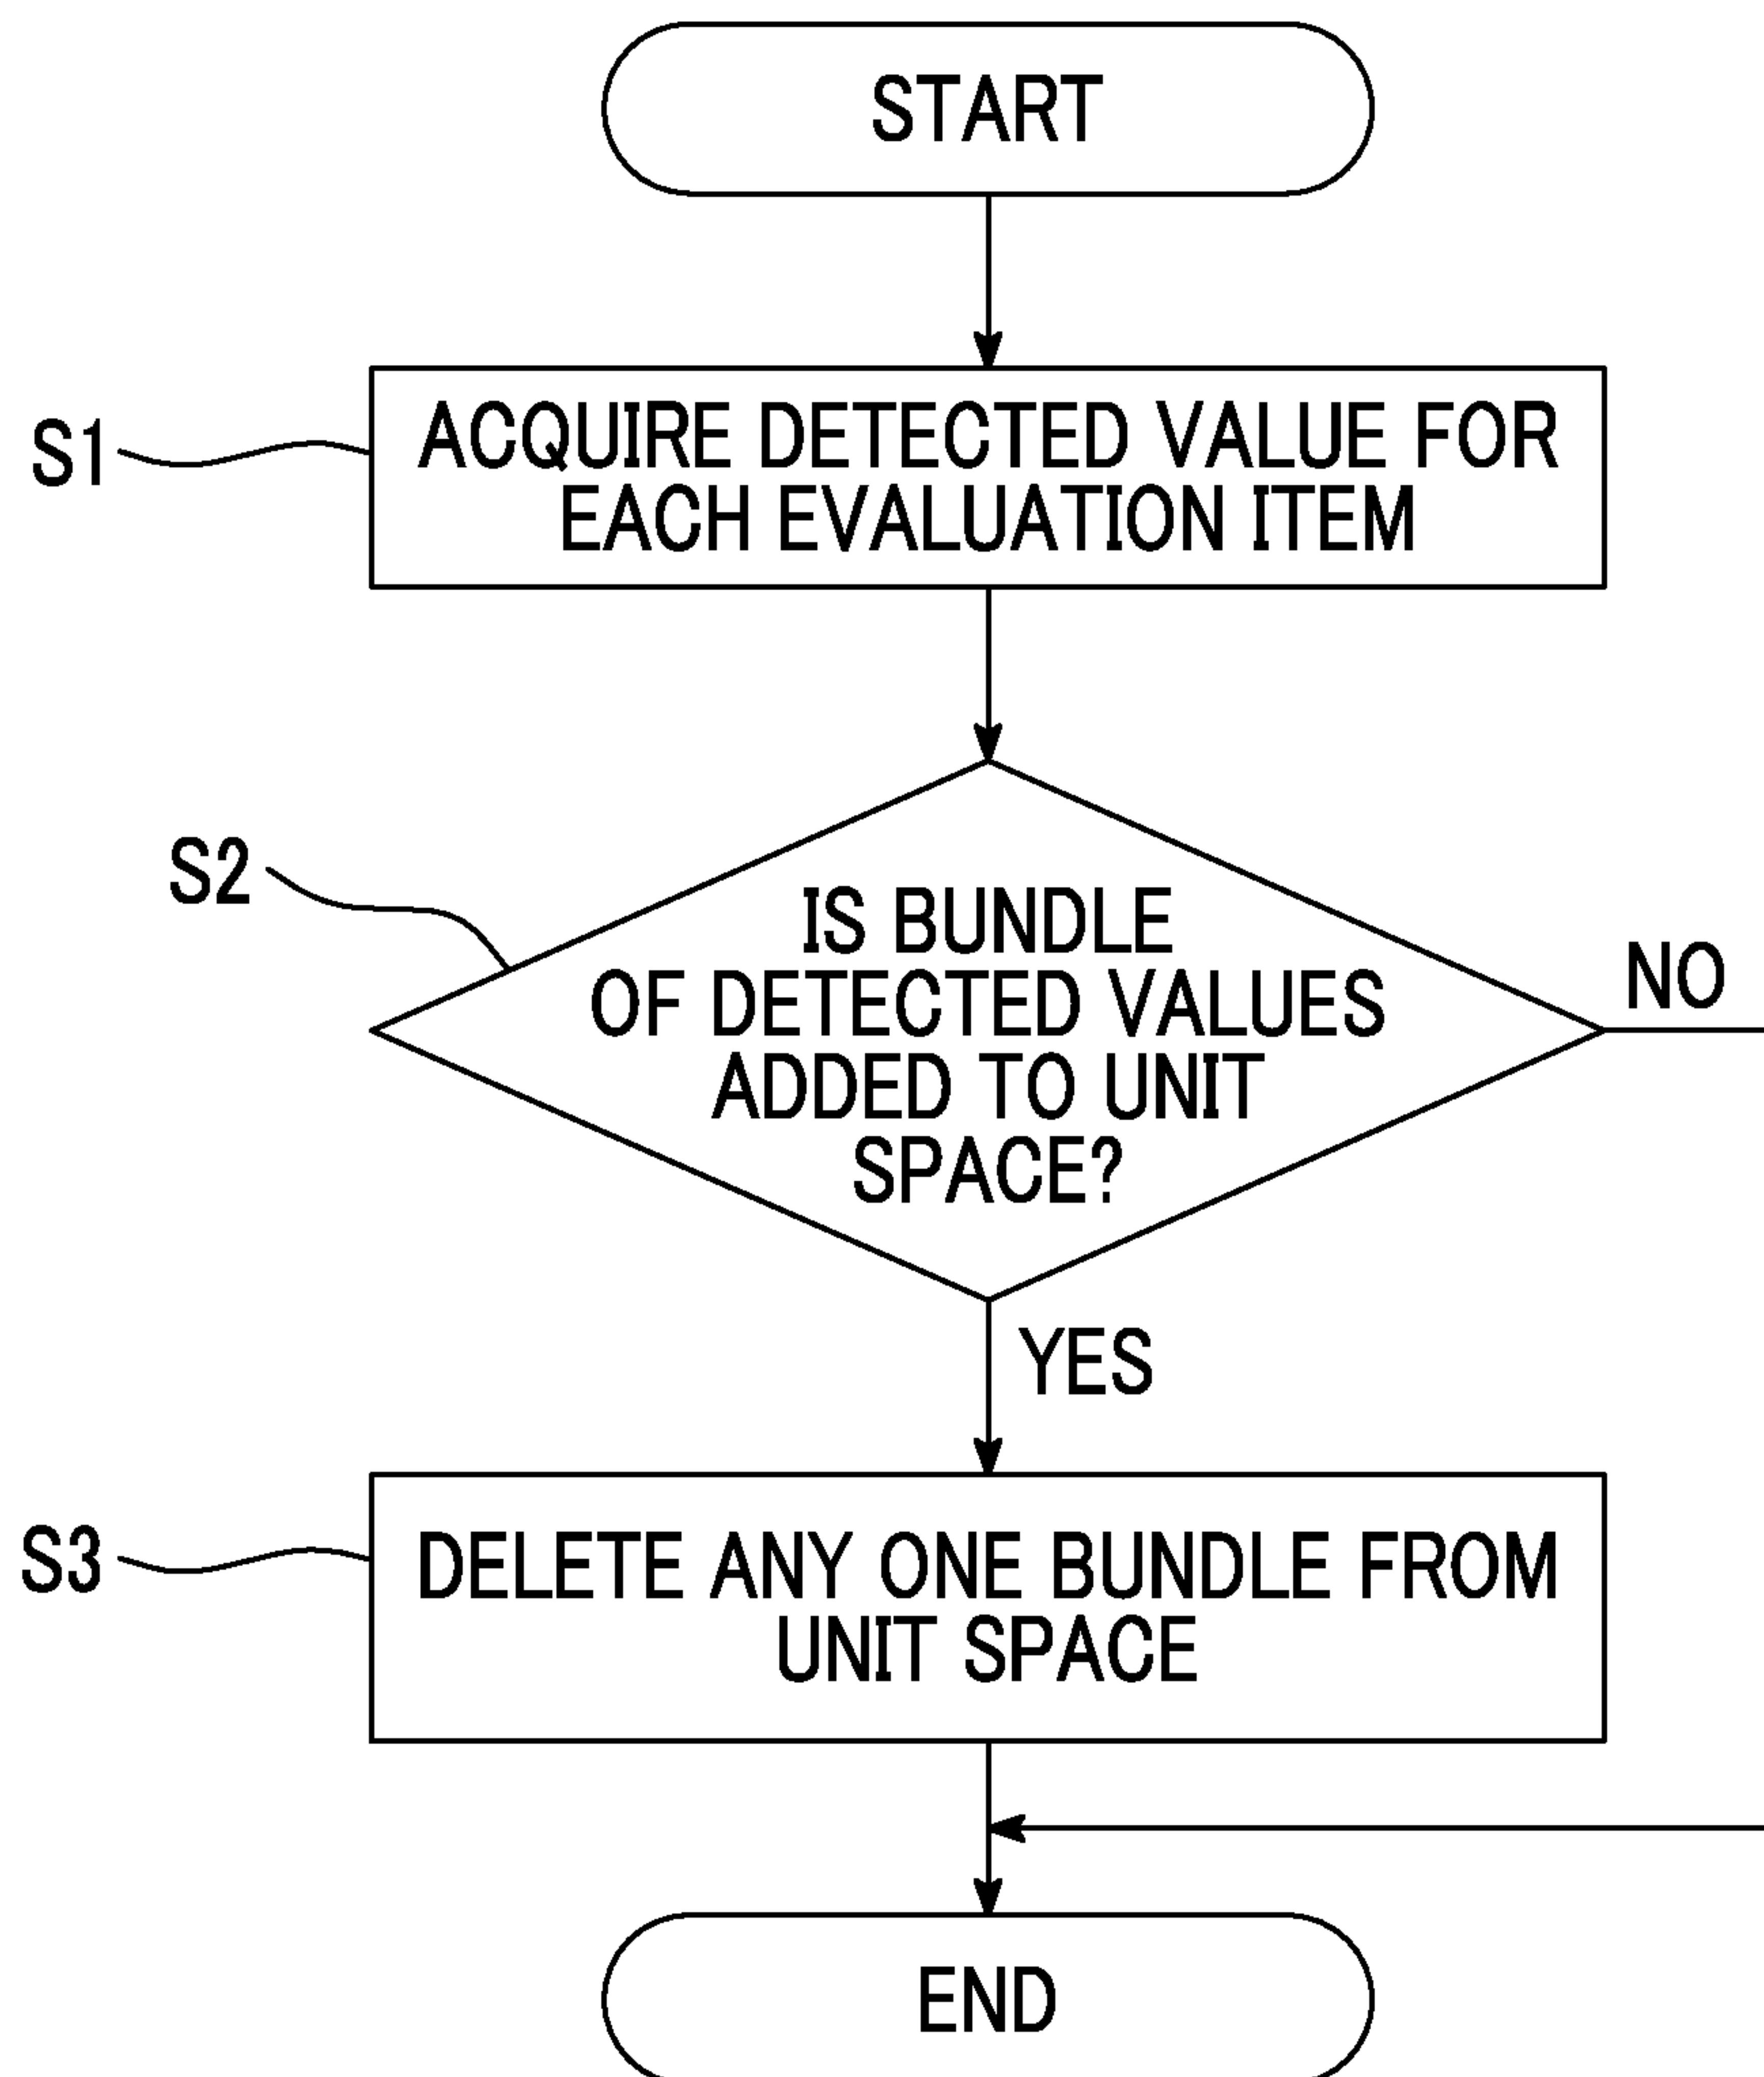 START
S1
ACQUIRE DETECTED VALUE FOR
EACH EVALUATION ITEM
S2
IS BUNDLE
OF DETECTED VALUES
ADDED TO UNIT
SPACE?
NO
YES
S3
DELETE ANY ONE BUNDLE FROM
UNIT SPACE
END